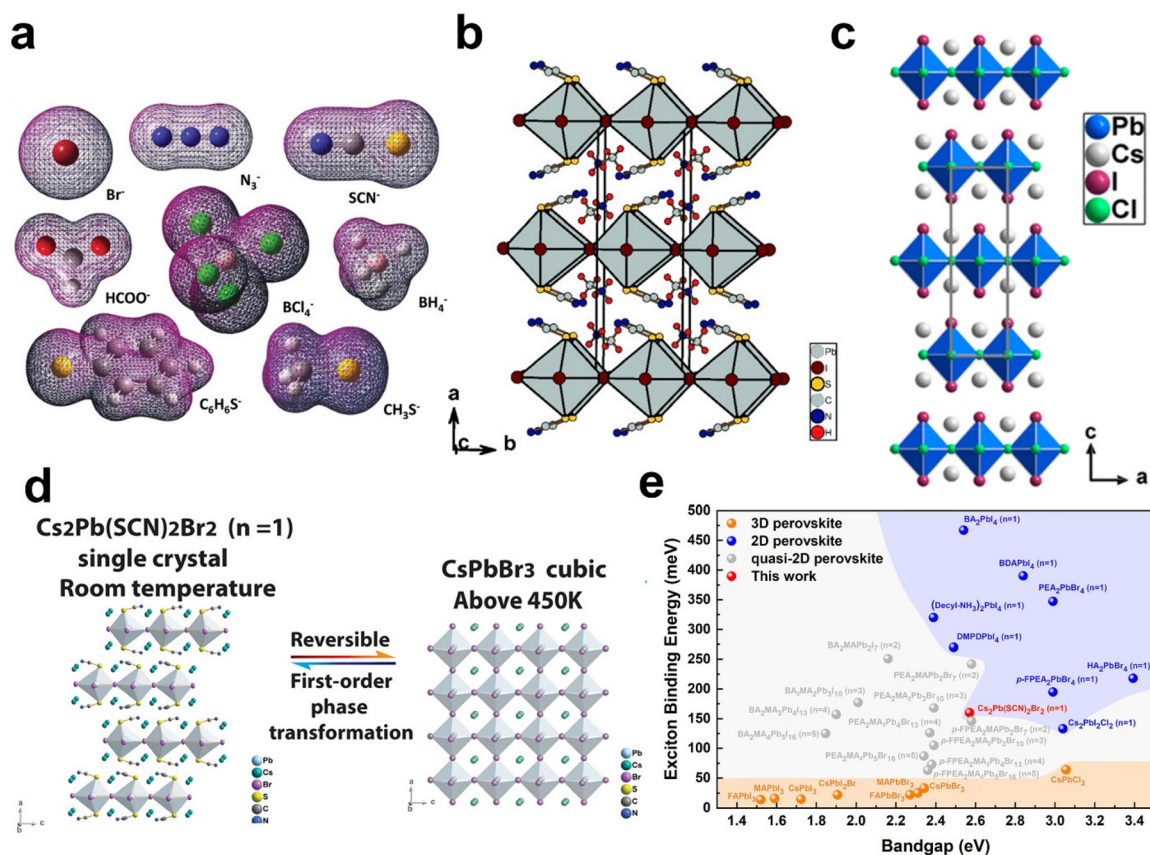 a
Br⁻
N₃⁻
SCN⁻
HCOO⁻
BCl₄⁻
BH₄⁻
C₆H₆S⁻
CH₃S⁻
b
a
c
b
Pb
I
S
C
N
H
c
Pb
Cs
I
Cl
c
a
d
Cs₂Pb(SCN)₂Br₂ (n =1)
single crystal
Room temperature
Reversible
First-order
phase
transformation
CsPbBr₃ cubic
Above 450K
a
b
c
Pb
Cs
Br
S
C
N
a
b
c
Pb
Cs
Br
S
C
N
e
Exciton Binding Energy (meV)
500
450
400
350
300
250
200
150
100
50
0
3D perovskite
2D perovskite
quasi-2D perovskite
This work
BA₂PbI₄ (n=1)
BDAPbI₄ (n=1)
PEA₂PbBr₄ (n=1)
(Decyl-NH₃)₂PbI₄ (n=1)
DMPDPbI₄ (n=1)
BA₂MAPb₂I₇ (n=2)
PEA₂MAPb₂Br₇ (n=2)
HA₂PbBr₄ (n=1)
p-FPEA₂PbBr₄ (n=1)
BA₂MA₂Pb₃I₁₀ (n=3)
PEA₂MA₂Pb₃Br₁₀ (n=3)
BA₂MA₃Pb₄I₁₃ (n=4)
Cs₂Pb(SCN)₂Br₂ (n=1)
PEA₂MA₃Pb₄Br₁₃ (n=4)
p-FPEA₂MAPb₂Br₇ (n=2)
Cs₂PbI₂Cl₂ (n=1)
BA₂MA₄Pb₅I₁₆ (n=5)
p-FPEA₂MA₂Pb₃Br₁₀ (n=3)
PEA₂MA₄Pb₅Br₁₆ (n=5)
p-FPEA₂MA₃Pb₄Br₁₃ (n=4)
p-FPEA₂MA₄Pb₅Br₁₆ (n=5)
FAPbI₃
MAPbI₃
CsPbI₃
CsPbI₂Br
MAPbBr₃
FAPbBr₃
CsPbBr₃
CsPbCl₃
1.4
1.6
1.8
2.0
2.2
2.4
2.6
2.8
3.0
3.2
3.4
Bandgap (eV)